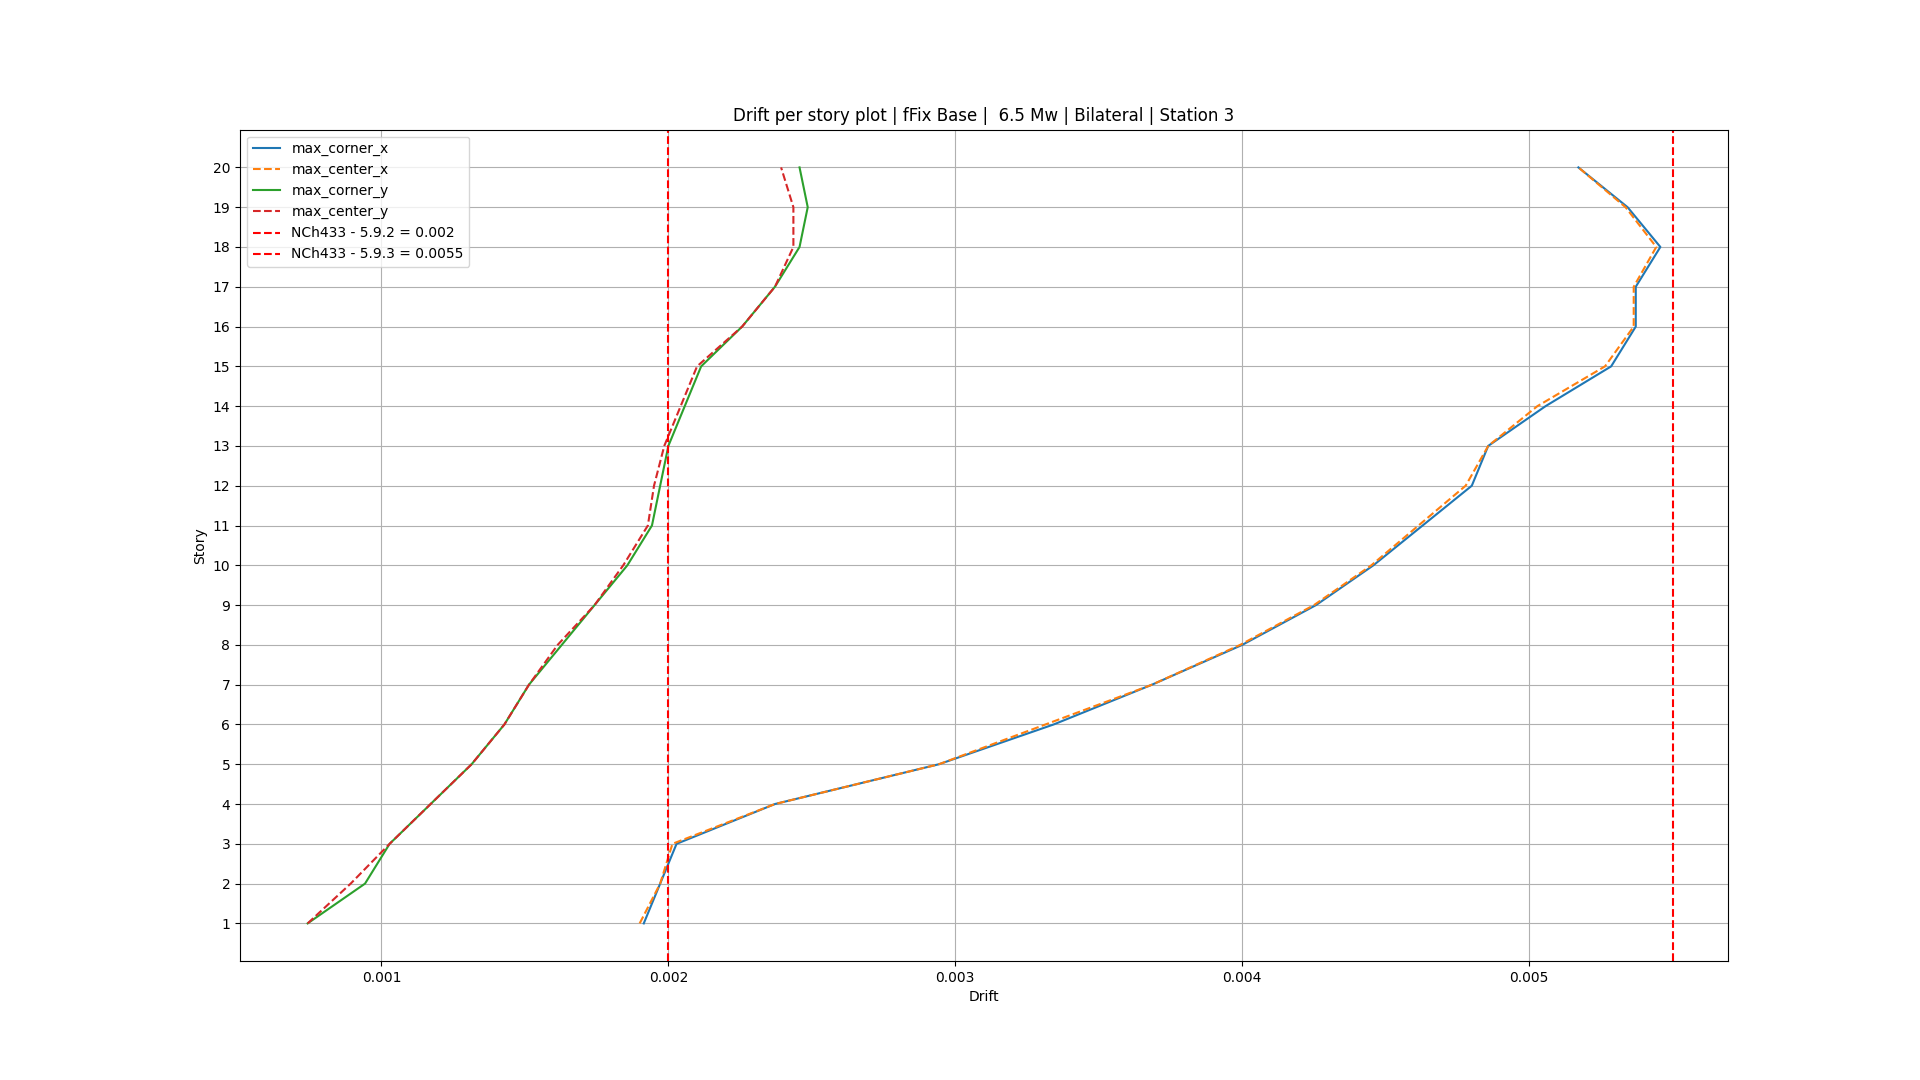 Drift per story plot | fFix Base |  6.5 Mw | Bilateral | Station 3
max_corner_x
max_center_x
max_corner_y
max_center_y
NCh433 - 5.9.2 = 0.002
NCh433 - 5.9.3 = 0.0055
20
19
18
17
16
15
14
13
12
11
10
9
8
7
6
5
4
3
2
1
Story
0.001
0.002
0.003
0.004
0.005
Drift